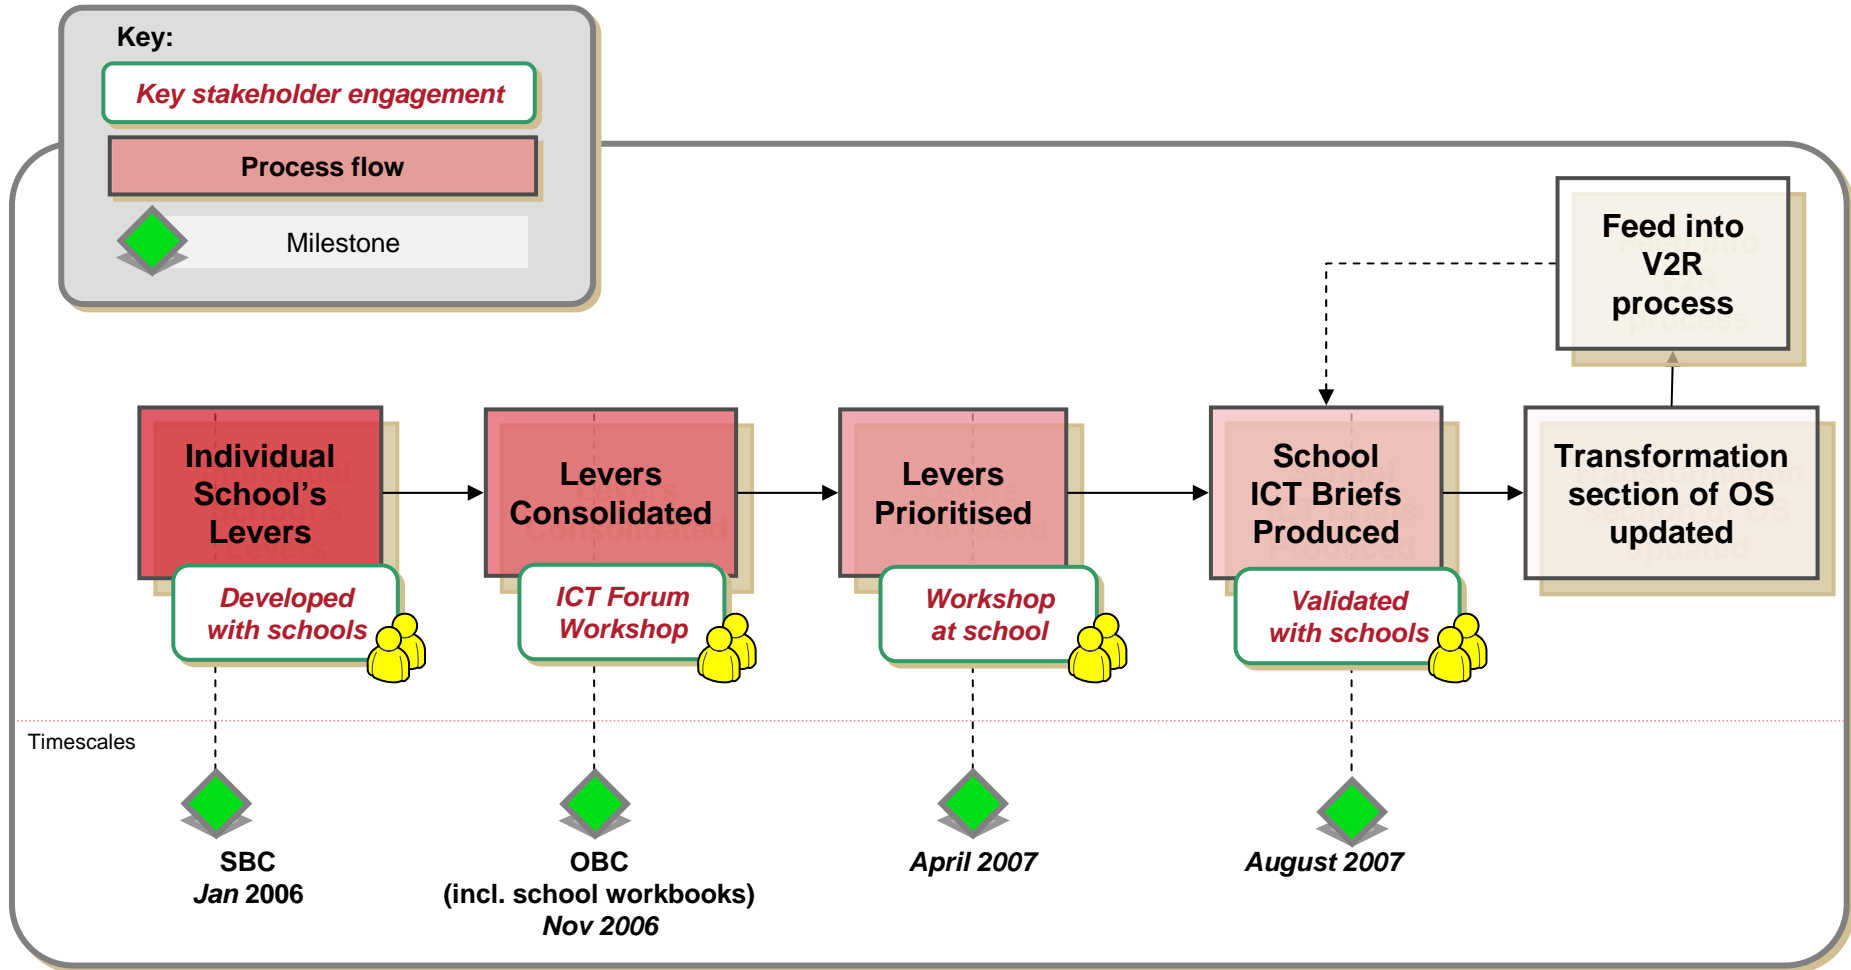 Key:
Key stakeholder engagement
Process flow
Milestone
Feed into
V2R
process
Individual
School's
Levers
Levers
Consolidated
Levers
Prioritised
School
ICT Briefs
Produced
Transformation
section of OS
updated
Developed
with schools
ICT Forum
Workshop
Workshop
at school
Validated
with schools
Timescales
SBC
Jan 2006
OBC
(incl. school workbooks)
Nov 2006
April 2007
August 2007